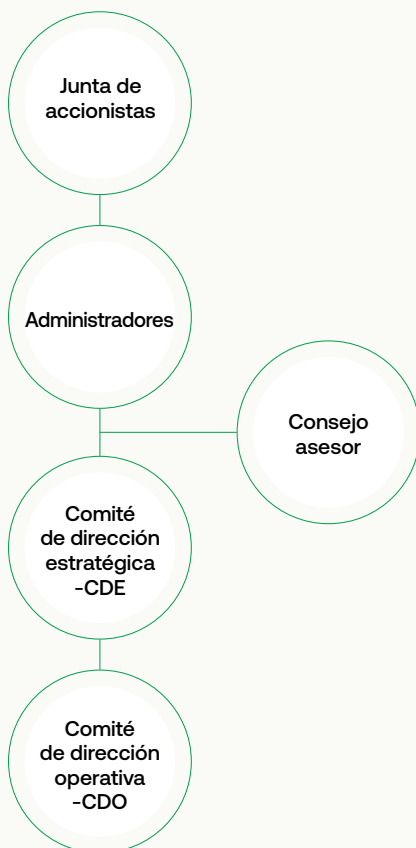 Junta de
accionistas
Administradores
Consejo
asesor
Comité
de dirección
estratégica
-CDE
Comité
de dirección
operativa
-CDO